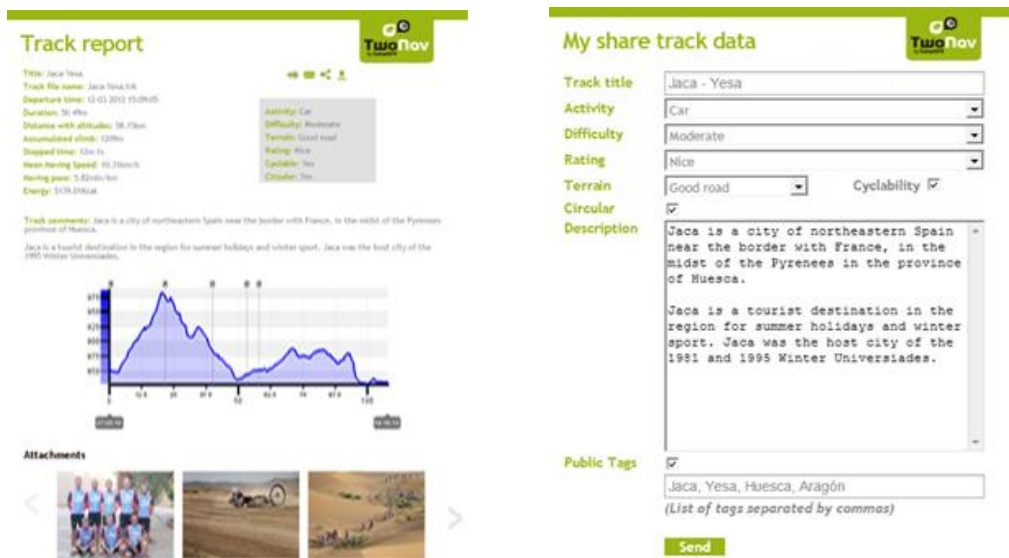 Track report
TwoNav
Title: Jaca Yesa
Track file name: Jaca Yesa.trk
Departure time: 12-03-2012 15:09:05
Duration: 5h 49m
Distance with altitudes:
Accumulated climb: 1209m
Stopped time: 12m 1s
Mean Moving Speed:
Moving pace: 5.82min/km
Energy:
Activity: Car
Difficulty: Moderate
Terrain: Good road
Rating: Nice
Cyclable: Yes
Circular: Yes
Track comments: Jaca is a city of northeastern Spain near the border with France, in the midst of the Pyrenees
province of Huesca.
Jaca is a tourist destination in the region for summer holidays and winter sport. Jaca was the host city of the
1995 Winter Universiades.
0
50
100
Attachments
My share track data
TwoNav
Track title Jaca - Yesa
Activity Car
Difficulty Moderate
Rating Nice
Terrain Good road Cyclability
Circular
Description Jaca is a city of northeastern Spain
near the border with France, in the
midst of the Pyrenees in the province
of Huesca.
Jaca is a tourist destination in the
region for summer holidays and winter
sport. Jaca was the host city of the
1981 and 1995 Winter Universiades.
Public Tags
Jaca, Yesa, Huesca, Aragón
(List of tags separated by commas)
Send